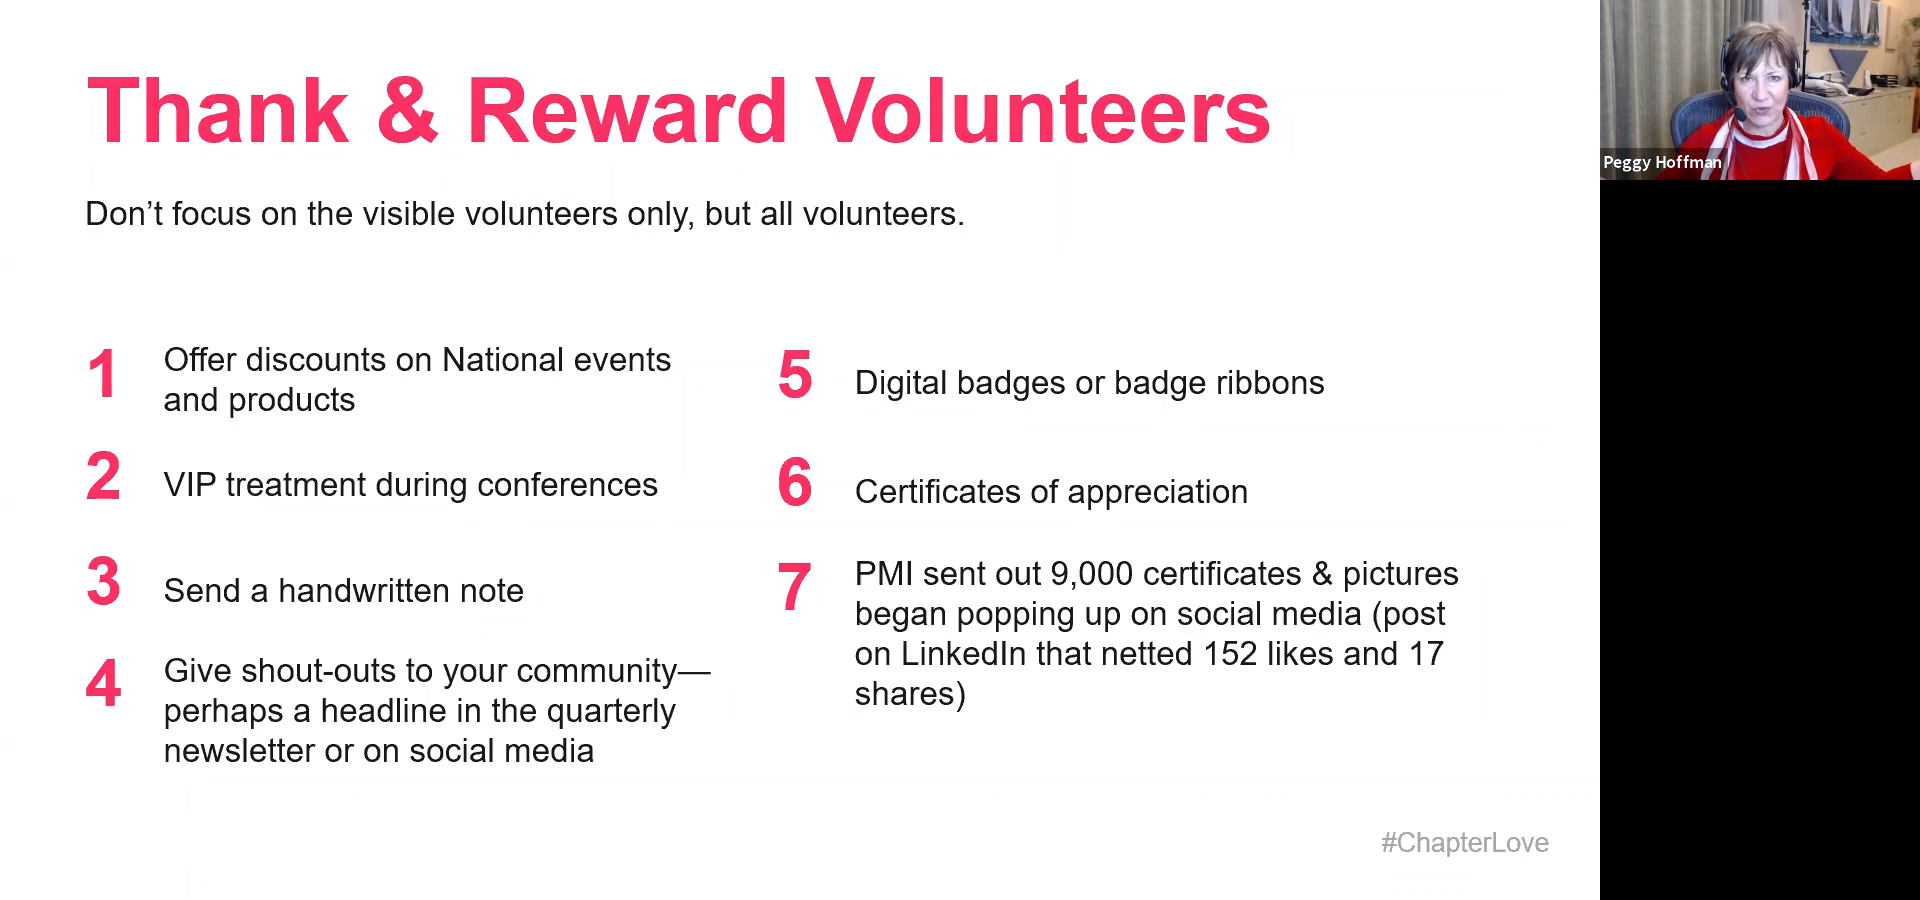 Thank & Reward Volunteers
Don’t focus on the visible volunteers only, but all volunteers.
1
Offer discounts on National events
and products
2
VIP treatment during conferences
3
Send a handwritten note
4
Give shout-outs to your community—
perhaps a headline in the quarterly
newsletter or on social media
5
Digital badges or badge ribbons
6
Certificates of appreciation
7
PMI sent out 9,000 certificates & pictures
began popping up on social media (post
on LinkedIn that netted 152 likes and 17
shares)
#ChapterLove
Peggy Hoffman